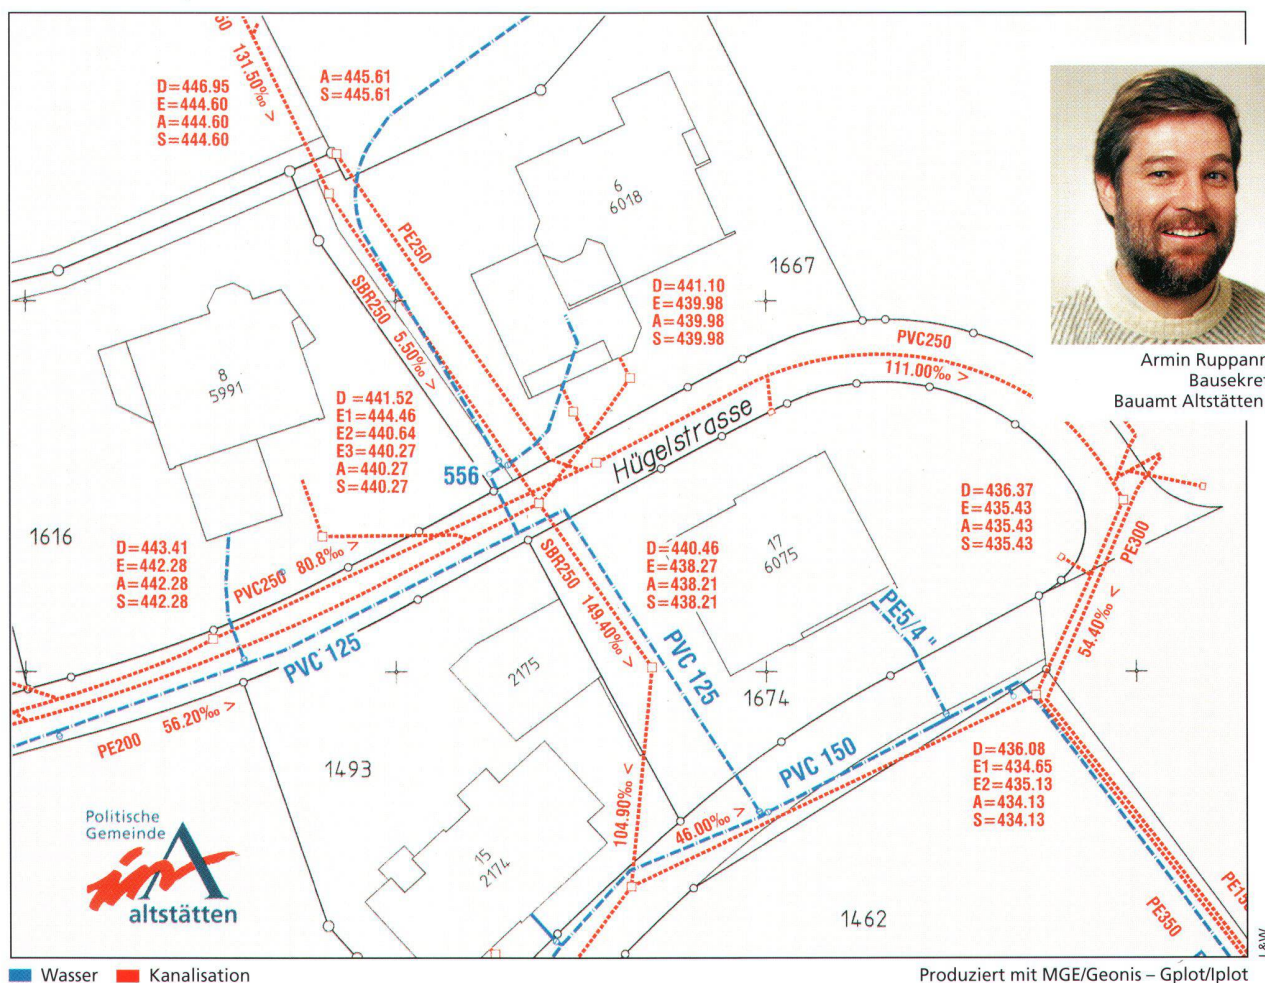 131.50‰ >
D=446.95
E=444.60
A=444.60
S=444.60
A=445.61
S=445.61
PE250
SBR250 5.50‰ >
6
6018
1667
D=441.10
E=439.98
A=439.98
S=439.98
PVC250
111.00‰ >
Armin Ruppann
Bauamt Altstätten
8
5991
D =441.52
E1=444.46
E2=440.64
E3=440.27
A=440.27
S=440.27
556
Hügelstrasse
1616
D=443.41
E=442.28
A=442.28
S=442.28
PVC250 80.8‰ >
PVC 125
PE200 56.20‰ >
SBR250 149.40‰ >
D=440.46
E=438.27
A=438.21
S=438.21
17
6075
D=436.37
E=435.43
A=435.43
S=435.43
PE300
54.40‰ >
PVC 125
PE5/4 "
2175
1674
1493
PVC 150
46.00‰ >
104.90‰ <
D=436.08
E1=434.65
E2=435.13
A=434.13
S=434.13
15
2174
1462
PE350
Politische
Gemeinde
in A
altstätten
Wasser Kanalisation
Produziert mit MGE/Geonis – Gplot/Iplot
L&W